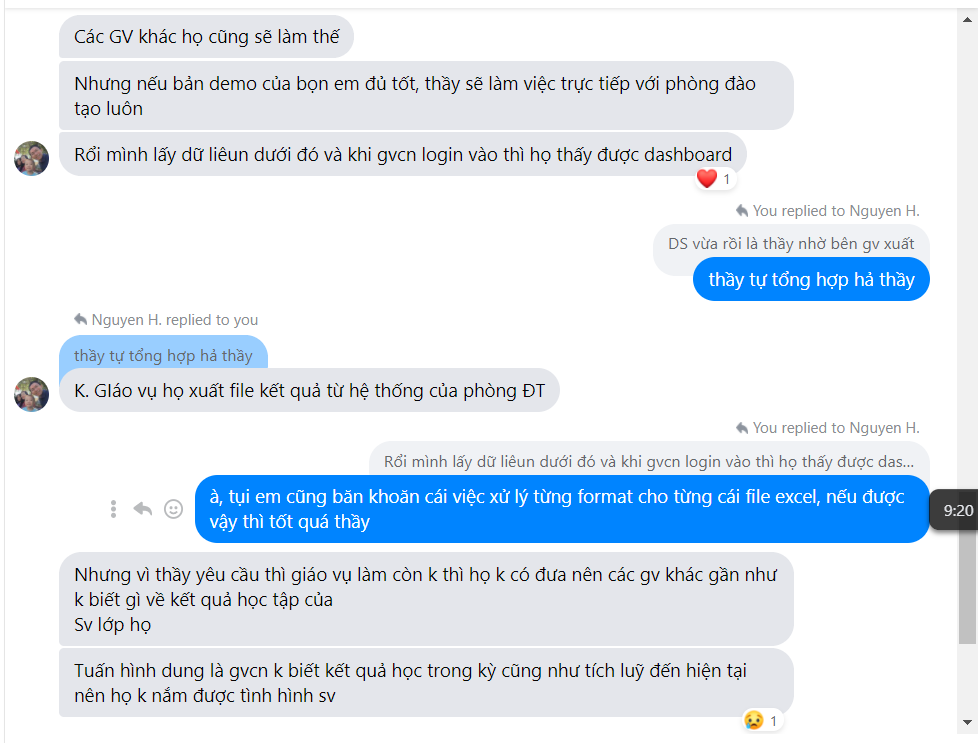 Các GV khác họ cũng sẽ làm thế
Nhưng nếu bản demo của bọn em đủ tốt, thầy sẽ làm việc trực tiếp với phòng đào
tạo luôn
Rổi mình lấy dữ liêun dưới đó và khi gvcn login vào thì họ thấy được dashboard
1
You replied to Nguyen H.
DS vừa rồi là thầy nhờ bên gv xuất
thầy tự tổng hợp hả thầy
Nguyen H. replied to you
thầy tự tổng hợp hả thầy
K. GIáo vụ họ xuất file kết quả từ hệ thống của phòng ĐT
You replied to Nguyen H.
Rổi mình lấy dữ liêun dưới đó và khi gvcn login vào thì họ thấy được das...
à, tụi em cũng băn khoăn cái việc xử lý từng format cho từng cái file excel, nếu được
vậy thì tốt quá thầy
9:20
Nhưng vì thầy yêu cầu thì giáo vụ làm còn k thì họ k có đưa nên các gv khác gần như
k biết gì về kết quả học tập của
Sv lớp họ
Tuấn hình dung là gvcn k biết kết quả học trong kỳ cũng như tích luỹ đến hiện tại
nên họ k nắm được tình hình sv
1